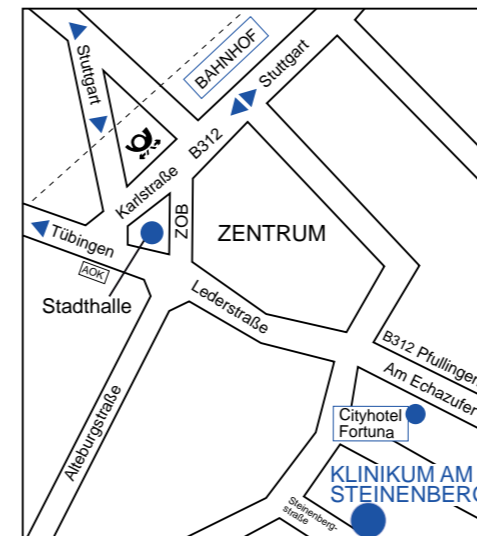 Stuttgart
BAHNHOF
Stuttgart
B312
Karlstraße
ZOB
Tübingen
ZENTRUM
AOK
Stadthalle
Lederstraße
B312 Pfullingen
Am Echazufer
Alteburgstraße
Cityhotel
Fortuna
KLINIKUM AM
STEINENBERG
Steinenberg-
straße